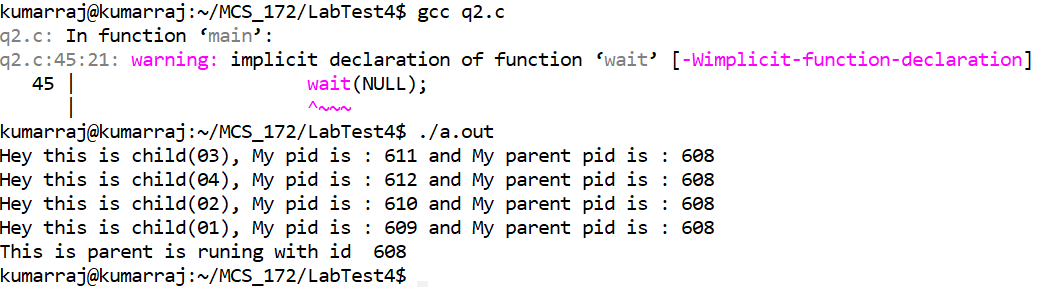 kumarraj@kumarraj:~/MCS_172/LabTest4$ gcc q2.c
q2.c: In function ‘main’:
q2.c:45:21: warning: implicit declaration of function ‘wait’ [-Wimplicit-function-declaration]
   45 |                     wait(NULL);
      |                     ^~~~
kumarraj@kumarraj:~/MCS_172/LabTest4$ ./a.out
Hey this is child(03), My pid is : 611 and My parent pid is : 608
Hey this is child(04), My pid is : 612 and My parent pid is : 608
Hey this is child(02), My pid is : 610 and My parent pid is : 608
Hey this is child(01), My pid is : 609 and My parent pid is : 608
This is parent is runing with id  608
kumarraj@kumarraj:~/MCS_172/LabTest4$